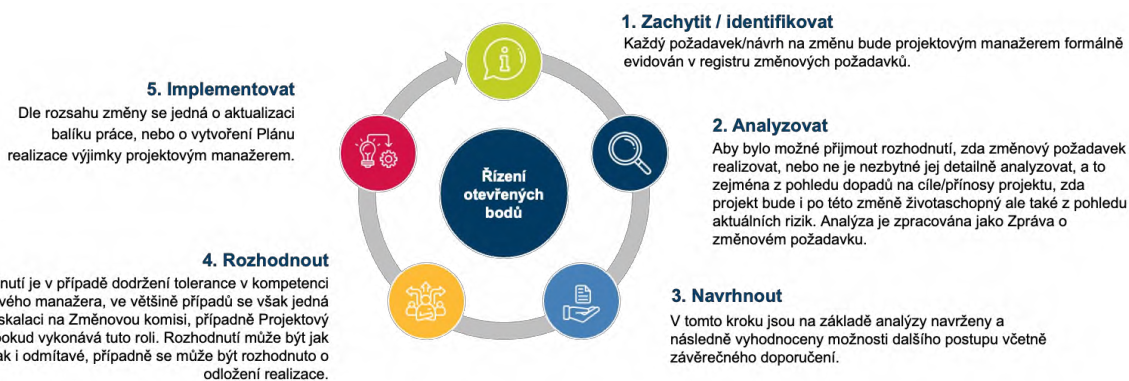 1. Zachytit / identifikovat
Každý požadavek/návrh na změnu bude projektovým manažerem formálně
evidován v registru změnových požadavků.
2. Analyzovat
Aby bylo možné přijmout rozhodnutí, zda změnový požadavek
realizovat, nebo ne je nezbytné jej detailně analyzovat, a to
zejména z pohledu dopadů na cíle/přínosy projektu, zda
projekt bude i po této změně životaschopný ale také z pohledu
aktuálních rizik. Analýza je zpracována jako Zpráva o
změnovém požadavku.
3. Navrhnout
V tomto kroku jsou na základě analýzy navrženy a
následně vyhodnoceny možnosti dalšího postupu včetně
závěrečného doporučení.
4. Rozhodnout
nutí je v případě dodržení tolerance v kompetenci
vého manažera, ve většině případů se však jedná
skalaci na Změnovou komisi, případně Projektový
pokud vykonává tuto roli. Rozhodnutí může být jak
ak i odmítavé, případně se může být rozhodnuto o
odložení realizace.
5. Implementovat
Dle rozsahu změny se jedná o aktualizaci
balíku práce, nebo o vytvoření Plánu
realizace výjimky projektovým manažerem.
Řízení
otevřených
bodů